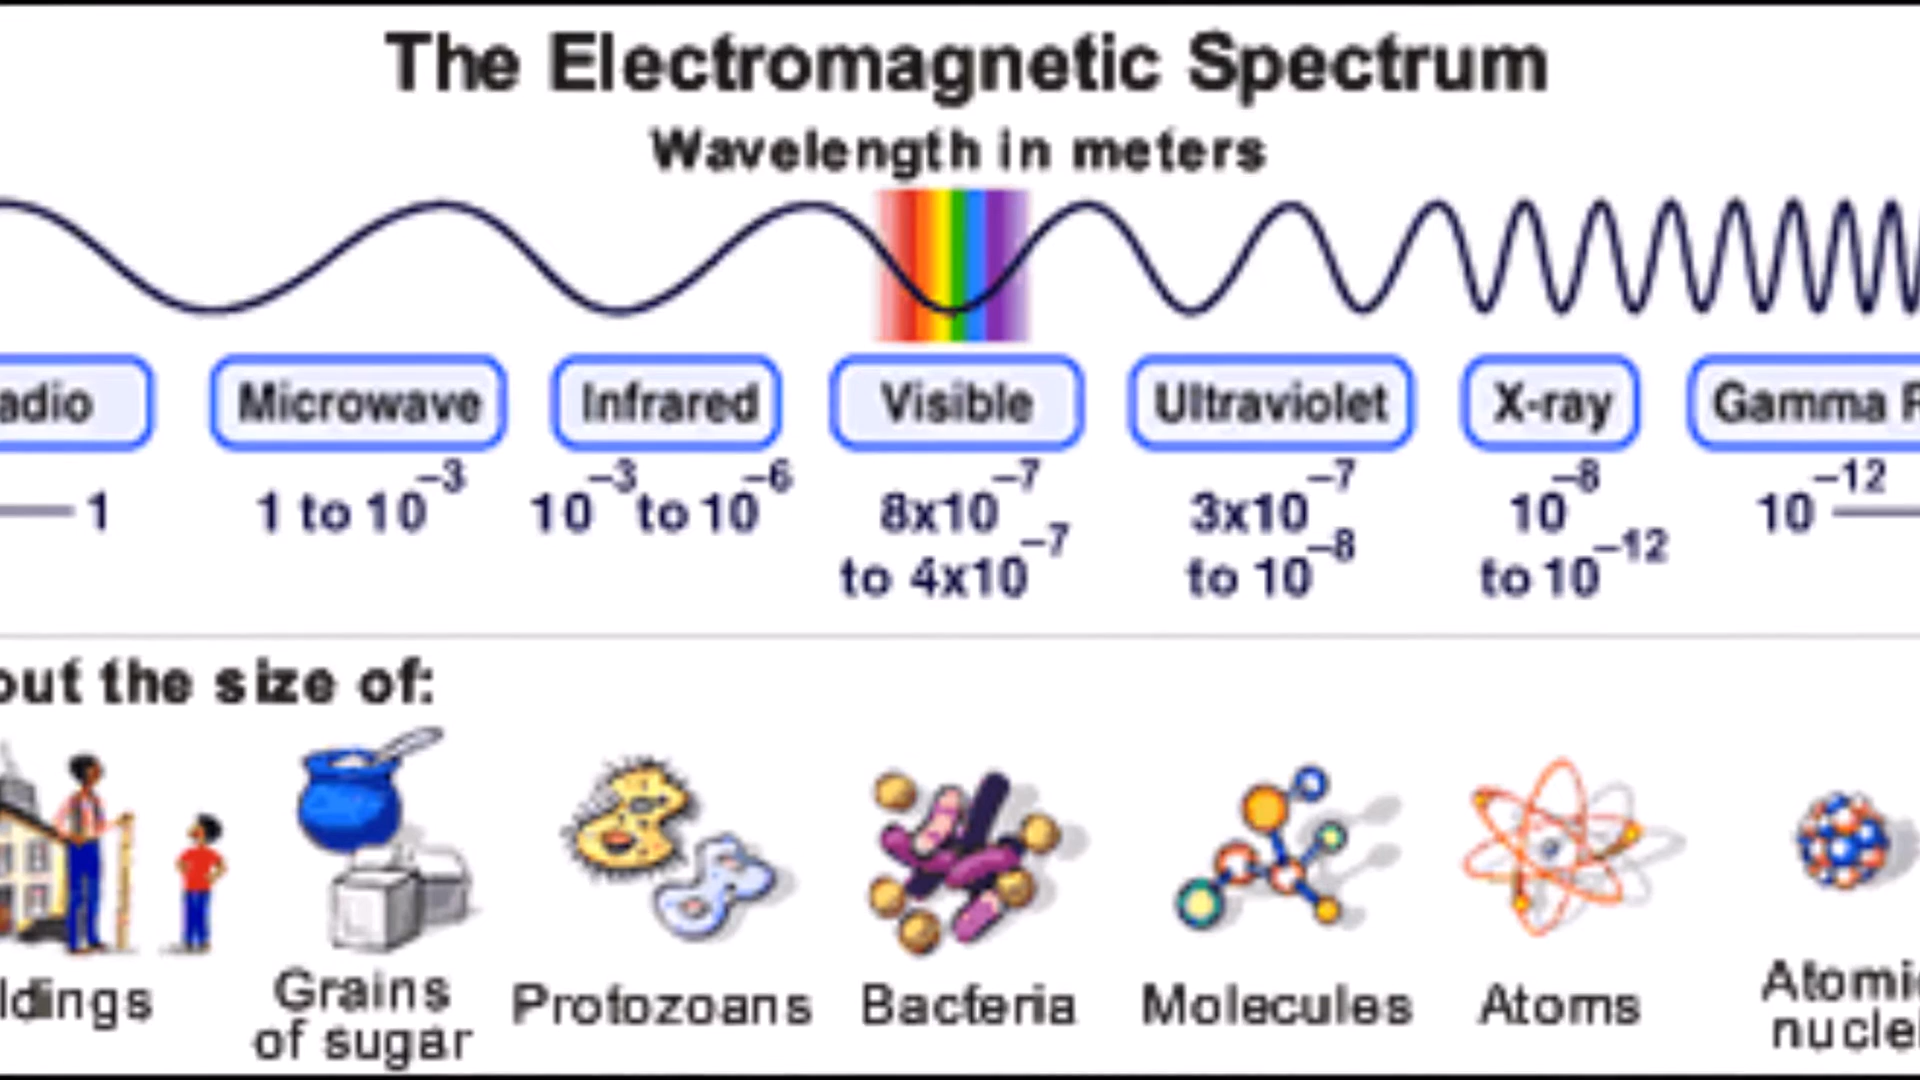 The Electromagnetic Spectrum
Wavelength in meters
adio Microwave Infrared Visible Ultraviolet X-ray Gamma R
1 1 to 10⁻³ 10⁻³ to 10⁻⁶ 8x10⁻⁷ 3x10⁻⁷ 10⁻⁸ 10⁻¹²
to 4x10⁻⁷ to 10⁻⁸ to 10⁻¹²
out the size of:
ldings Grains Protozoans Bacteria Molecules Atoms Atomic
of sugar nuclei